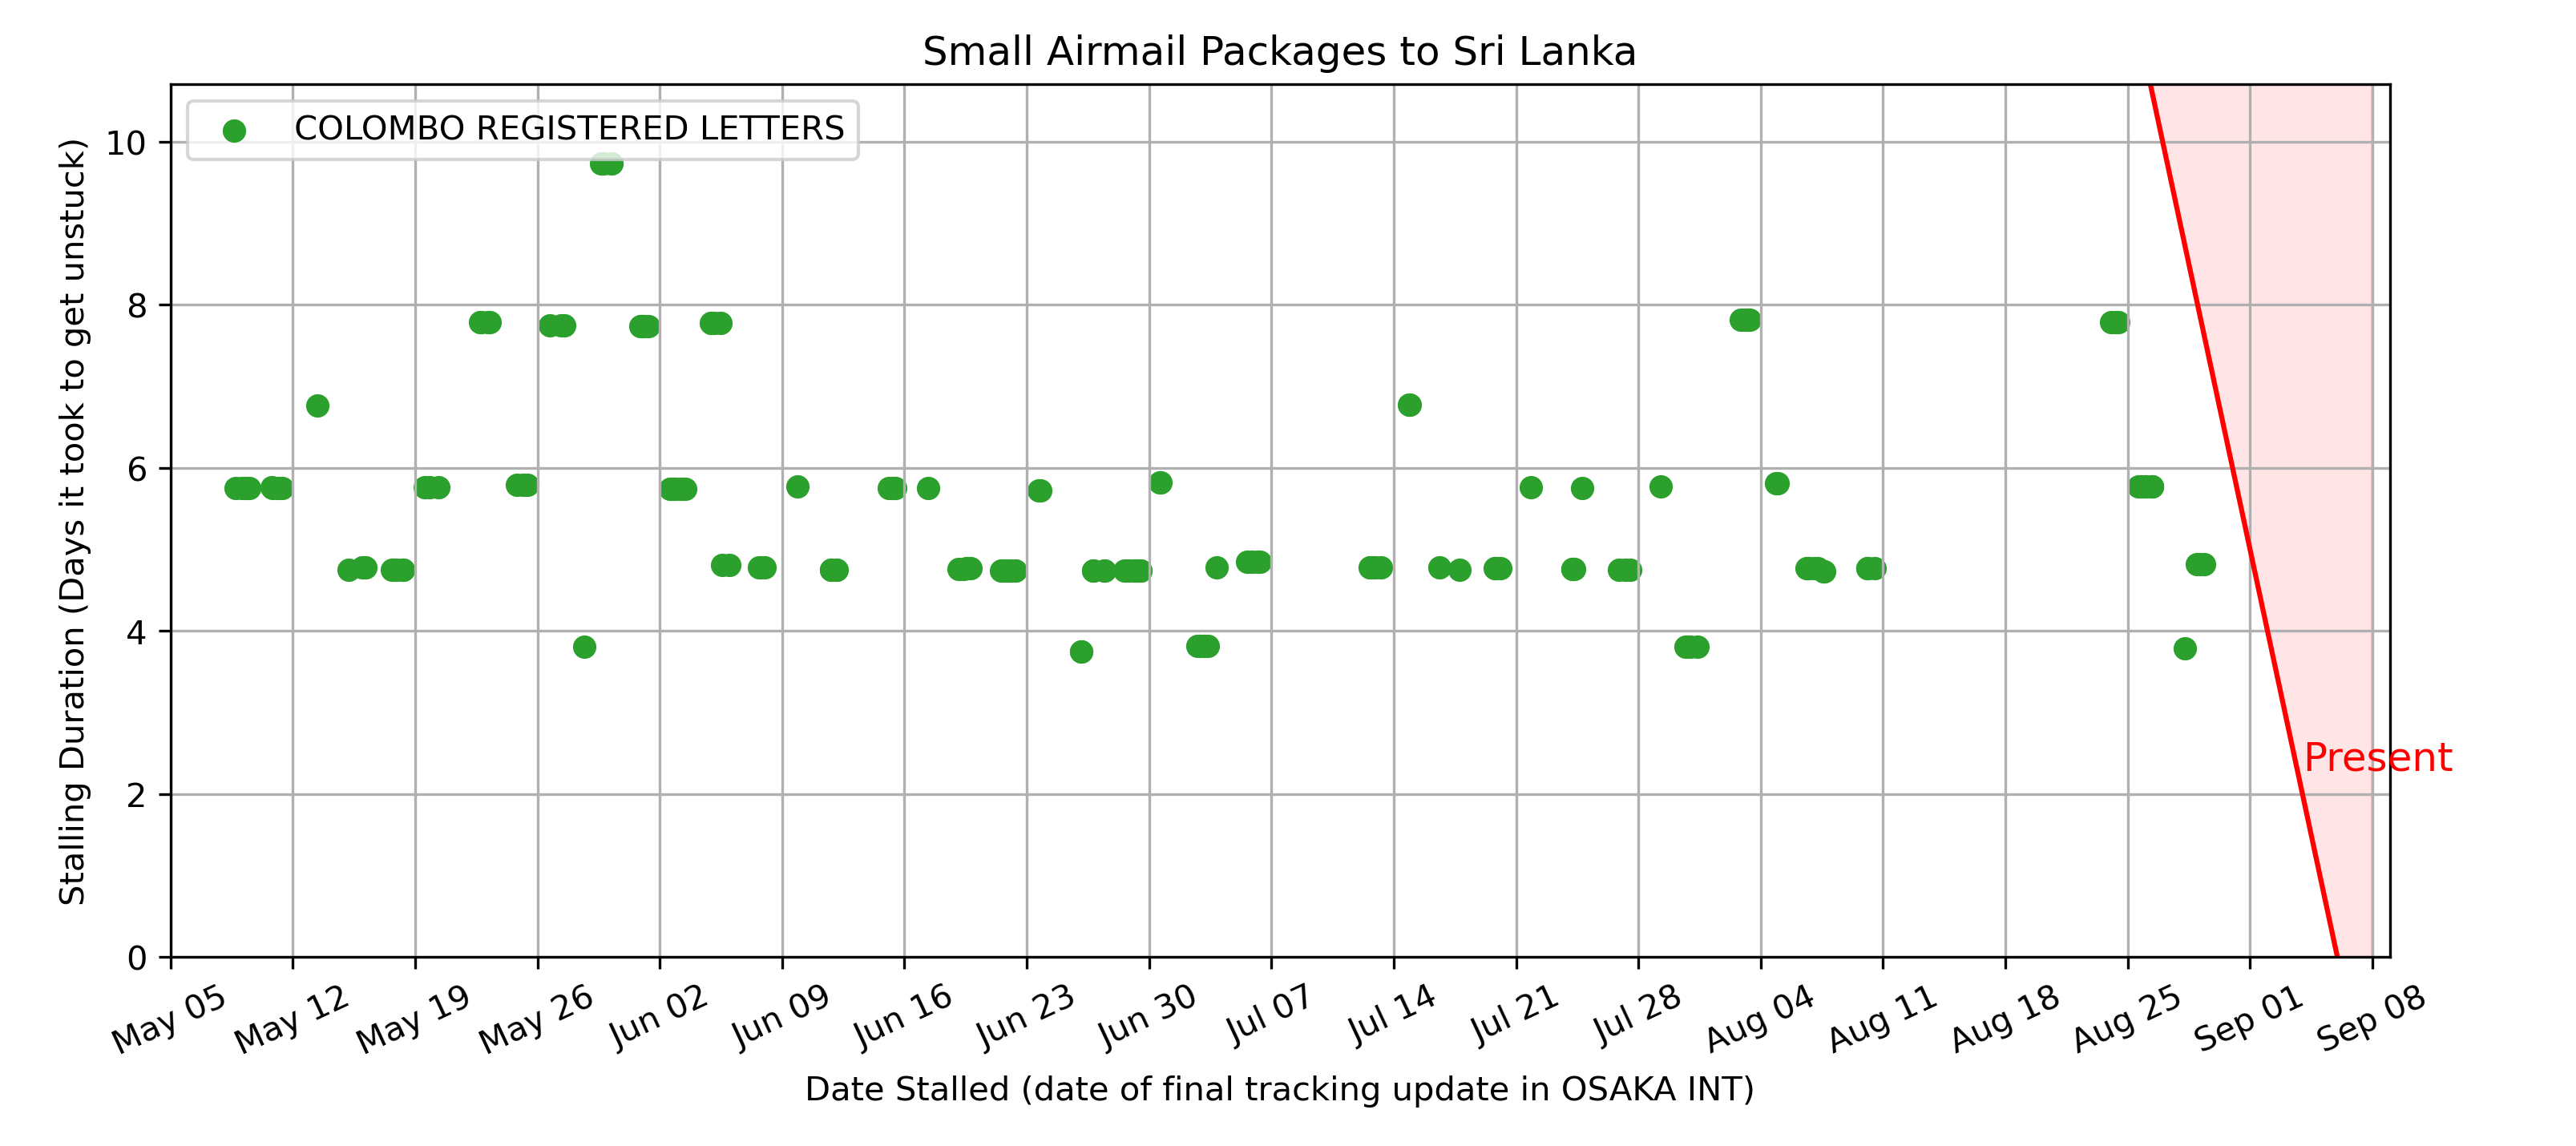 Small Airmail Packages to Sri Lanka
COLOMBO REGISTERED LETTERS
Stalling Duration (Days it took to get unstuck)
10
8
6
4
2
0
Present
May 05
May 12
May 19
May 26
Jun 02
Jun 09
Jun 16
Jun 23
Jun 30
Jul 07
Jul 14
Jul 21
Jul 28
Aug 04
Aug 11
Aug 18
Aug 25
Sep 01
Sep 08
Date Stalled (date of final tracking update in OSAKA INT)